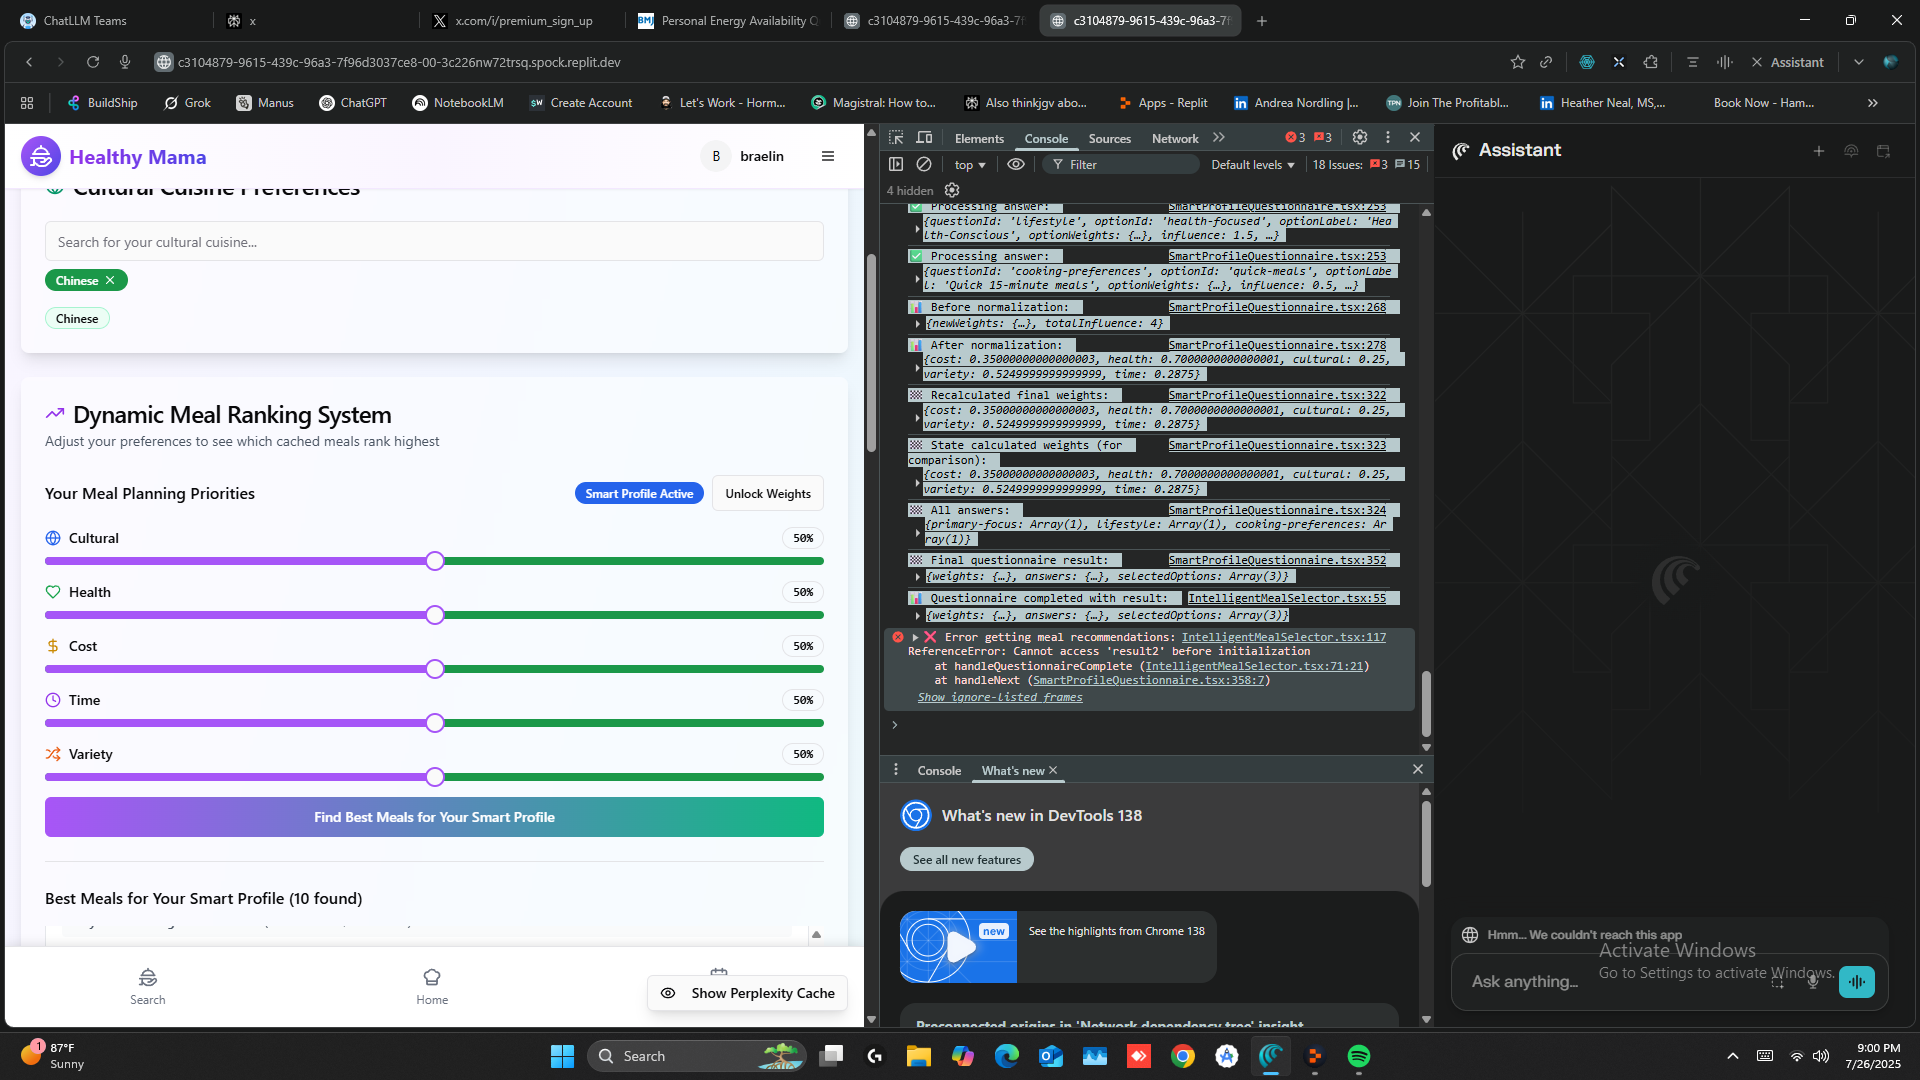 ChatLLM Teams
x
x.com/i/premium_sign_up
Personal Energy Availability Q
c3104879-9615-439c-96a3-7f
c3104879-9615-439c-96a3-7f
c3104879-9615-439c-96a3-7f96d3037ce8-00-3c226nw72trsq.spock.replit.dev
Assistant
BuildShip
Grok
Manus
ChatGPT
NotebookLM
Create Account
Let's Work - Horm...
Magistral: How to...
Also thinkjgv abo...
Apps - Replit
Andrea Nordling |...
Join The Profitabl...
Heather Neal, MS,...
Book Now - Ham...
Healthy Mama
B
braelin
Cultural Cuisine Preferences
Search for your cultural cuisine...
Chinese
Chinese
Dynamic Meal Ranking System
Adjust your preferences to see which cached meals rank highest
Your Meal Planning Priorities
Smart Profile Active
Unlock Weights
Cultural
50%
Health
50%
Cost
50%
Time
50%
Variety
50%
Find Best Meals for Your Smart Profile
Best Meals for Your Smart Profile (10 found)
Search
Home
Show Perplexity Cache
Elements
Console
Sources
Network
3
3
top
Filter
Default levels
18 Issues:
3
15
4 hidden
Processing answer: SmartProfileQuestionnaire.tsx:253
{questionId: 'lifestyle', optionId: 'health-focused', optionLabel: 'Hea
lth-Conscious', optionWeights: {…}, influence: 1.5, …}
Processing answer: SmartProfileQuestionnaire.tsx:253
{questionId: 'cooking-preferences', optionId: 'quick-meals', optionLabe
l: 'Quick 15-minute meals', optionWeights: {…}, influence: 0.5, …}
Before normalization: SmartProfileQuestionnaire.tsx:268
{newWeights: {…}, totalInfluence: 4}
After normalization: SmartProfileQuestionnaire.tsx:278
{cost: 0.35000000000000003, health: 0.7000000000000001, cultural: 0.25,
variety: 0.5249999999999999, time: 0.2875}
Recalculated final weights: SmartProfileQuestionnaire.tsx:322
{cost: 0.35000000000000003, health: 0.7000000000000001, cultural: 0.25,
variety: 0.5249999999999999, time: 0.2875}
State calculated weights (for SmartProfileQuestionnaire.tsx:323
comparison):
{cost: 0.35000000000000003, health: 0.7000000000000001, cultural: 0.25,
variety: 0.5249999999999999, time: 0.2875}
All answers: SmartProfileQuestionnaire.tsx:324
{primary-focus: Array(1), lifestyle: Array(1), cooking-preferences: Ar
ray(1)}
Final questionnaire result: SmartProfileQuestionnaire.tsx:352
{weights: {…}, answers: {…}, selectedOptions: Array(3)}
Questionnaire completed with result: IntelligentMealSelector.tsx:55
{weights: {…}, answers: {…}, selectedOptions: Array(3)}
Error getting meal recommendations: IntelligentMealSelector.tsx:117
ReferenceError: Cannot access 'result2' before initialization
at handleQuestionnaireComplete (IntelligentMealSelector.tsx:71:21)
at handleNext (SmartProfileQuestionnaire.tsx:358:7)
Show ignore-listed frames
Console
What's new
What's new in DevTools 138
See all new features
new
See the highlights from Chrome 138
Preconnected origins in 'Network dependency tree' insight
Assistant
Hmm... We couldn't reach this app
Ask anything...
Activate Windows
Go to Settings to activate Windows.
1
87°F
Sunny
Search
9:00 PM
7/26/2025